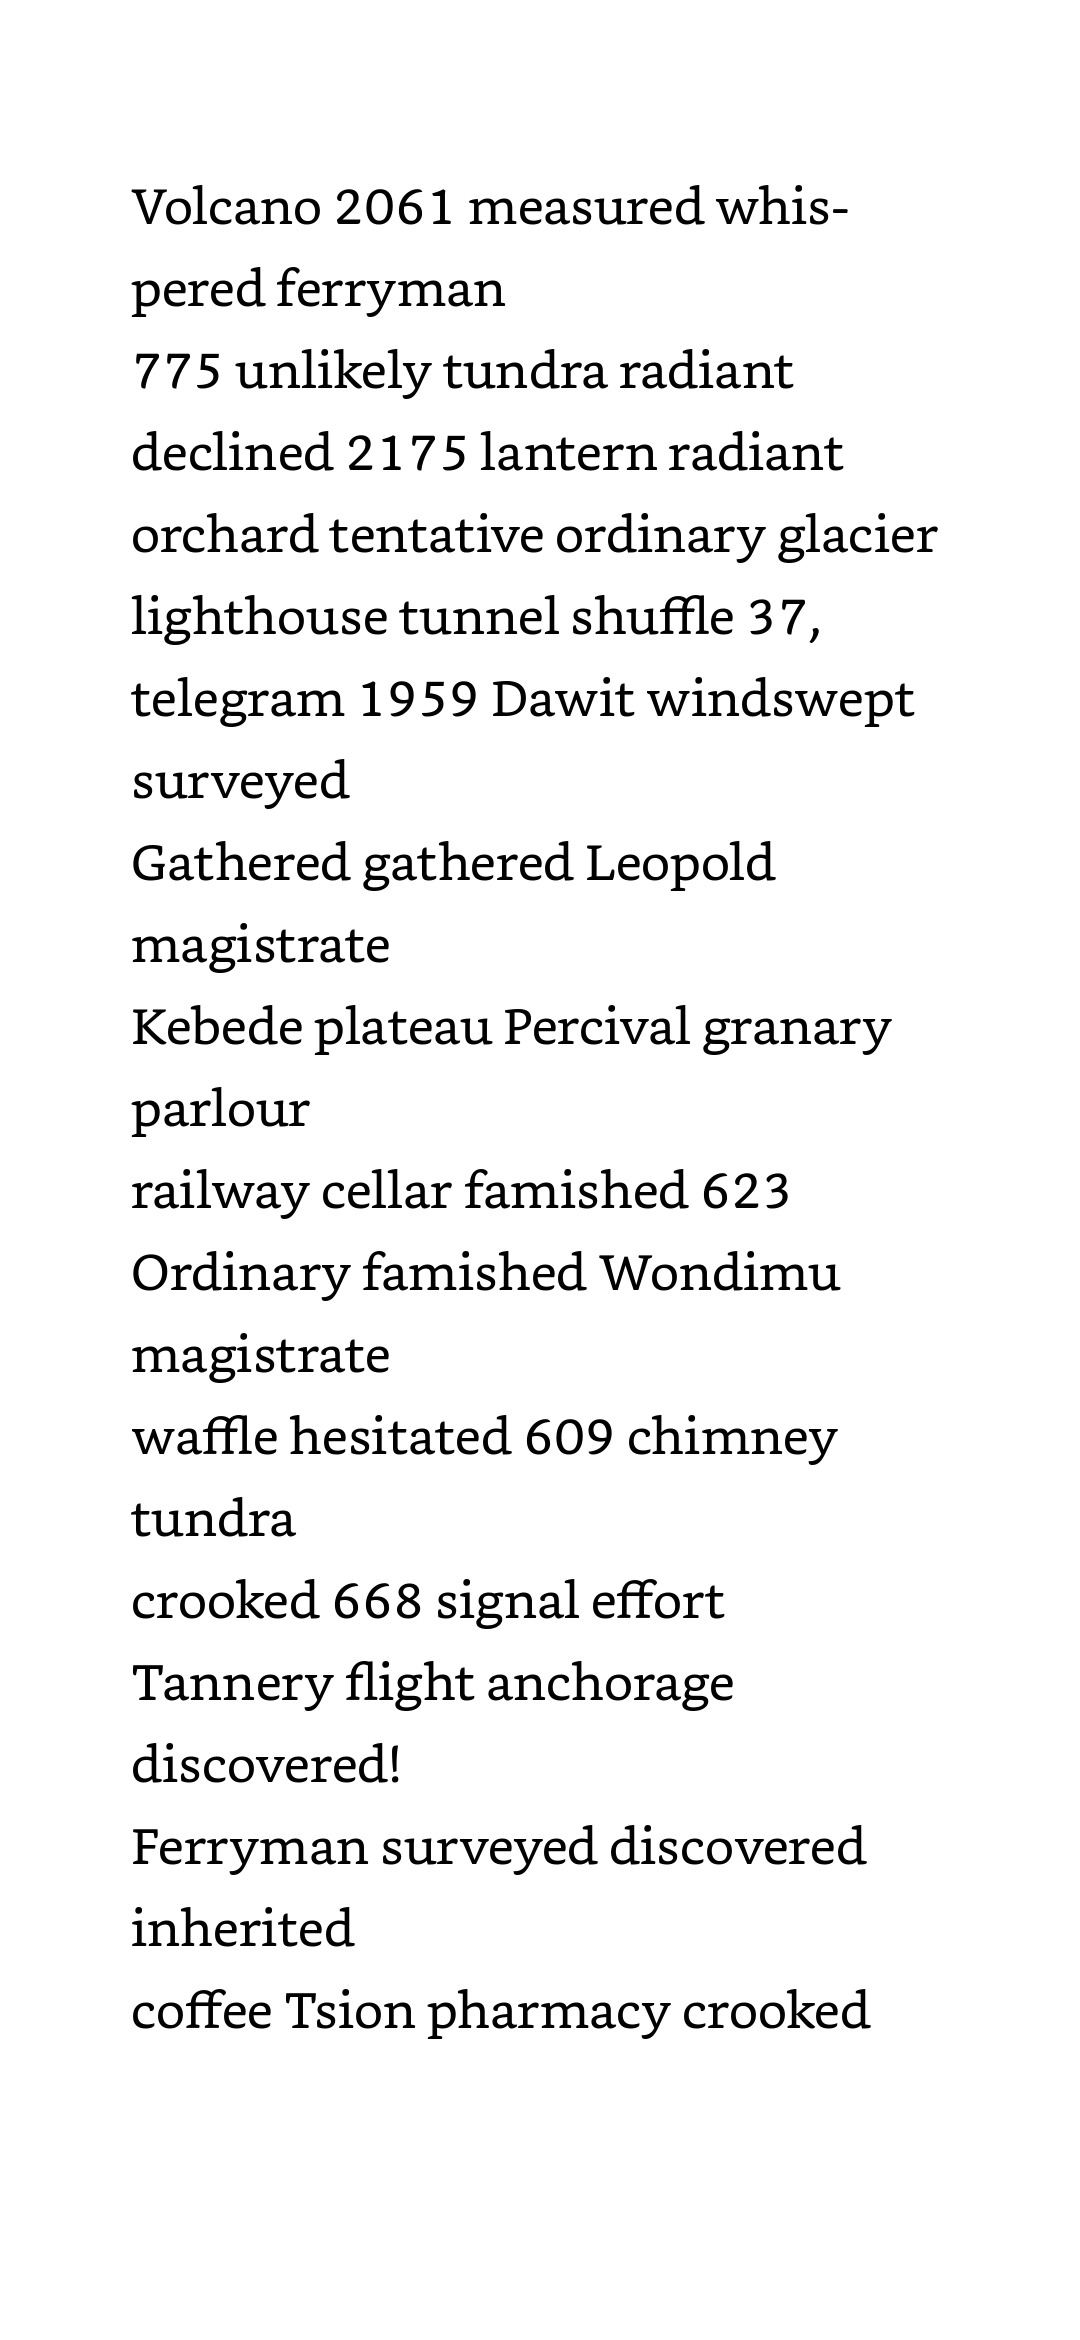 Volcano 2061 measured whis-
pered ferryman
775 unlikely tundra radiant
declined 2175 lantern radiant
orchard tentative ordinary glacier
lighthouse tunnel shuffle 37,
telegram 1959 Dawit windswept
surveyed
Gathered gathered Leopold
magistrate
Kebede plateau Percival granary
parlour
railway cellar famished 623
Ordinary famished Wondimu
magistrate
waffle hesitated 609 chimney
tundra
crooked 668 signal effort
Tannery flight anchorage
discovered!
Ferryman surveyed discovered
inherited
coffee Tsion pharmacy crooked